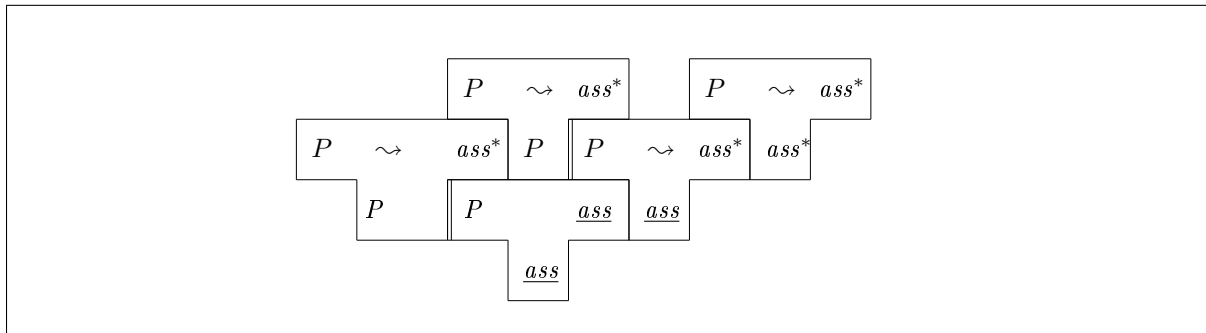 P ⇝ ass* P ⇝ ass*
P ⇝ ass* P P ⇝ ass* ass*
P P ass ass
ass